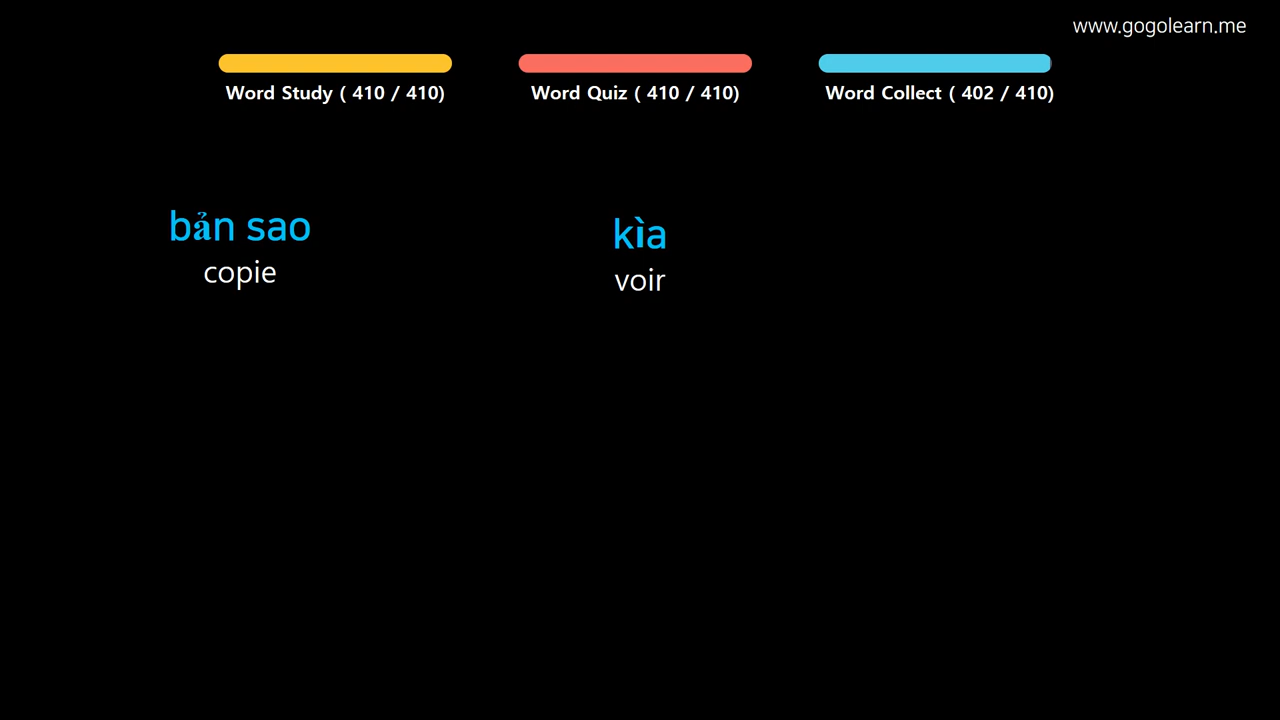 www.gogolearn.me
Word Study ( 410 / 410)
Word Quiz ( 410 / 410)
Word Collect ( 402 / 410)
bản sao
copie
kìa
voir